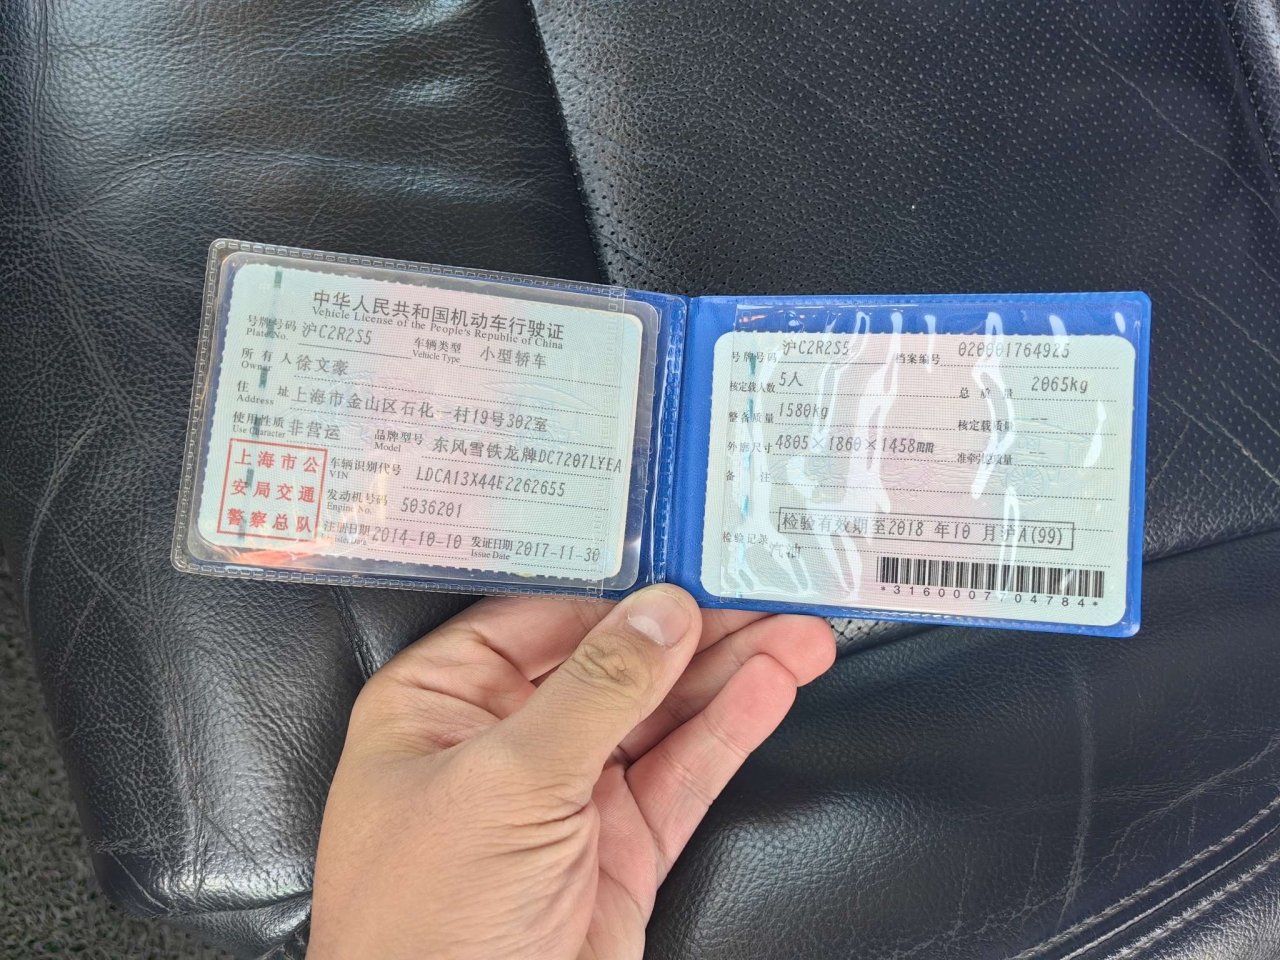 中华人民共和国机动车行驶证
Vehicle License of the People's Republic of China
号牌号码 沪C2R2S5 车辆类型 小型轿车
Plate No. Vehicle Type
所有人 徐文豪
Owner
住址 上海市金山区石化一村19号302室
Address
使用性质 非营运 品牌型号 东风雪铁龙牌DC7207LYEA
Use Character Model
上海市公
安局交通
警察总队
车辆识别代号 LDCA13X44E2262655
VIN
发动机号码 5036201
Engine No.
注册日期 2014-10-10 发证日期 2017-11-30
Register Date Issue Date
号牌号码 沪C2R2S5 档案编号 020001764925
核定载人数 5人 总质量 2065kg
整备质量 1580kg 核定载质量 --
外廓尺寸 4805×1860×1458mm 准牵引总质量 --
备注
检验有效期至2018 年10 月沪A(99)
检验记录 汽油
*3160007704784*